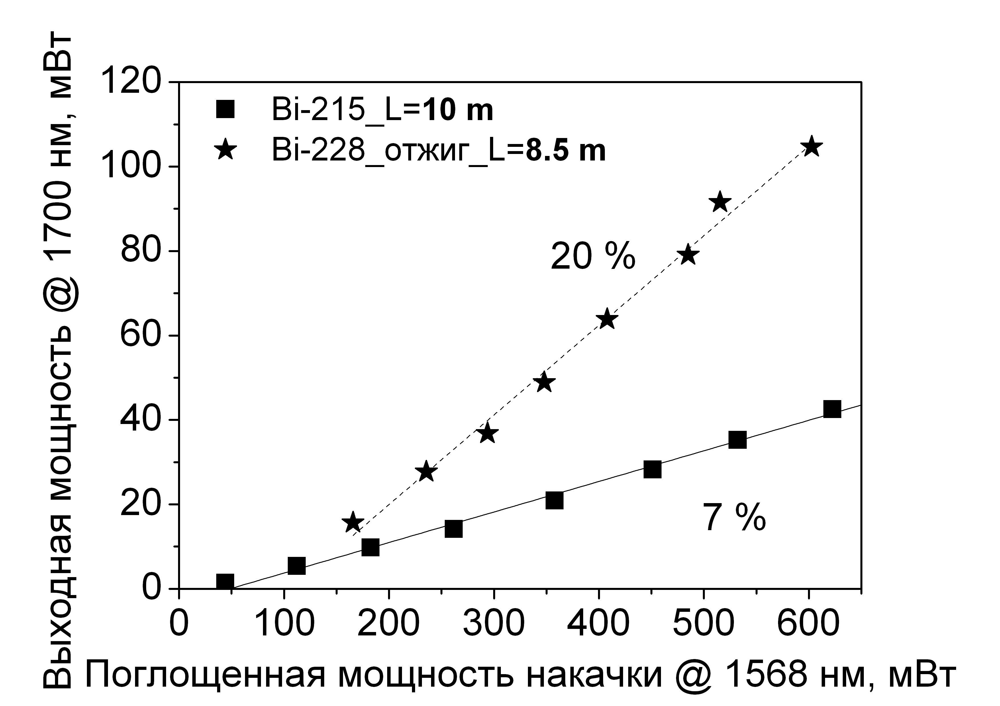 Выходная мощность @ 1700 нм, мВт
120
100
80
60
40
20
0
Bi-215_L=10 m
Bi-228_отжиг_L=8.5 m
20 %
7 %
0 100 200 300 400 500 600
Поглощенная мощность накачки @ 1568 нм, мВт